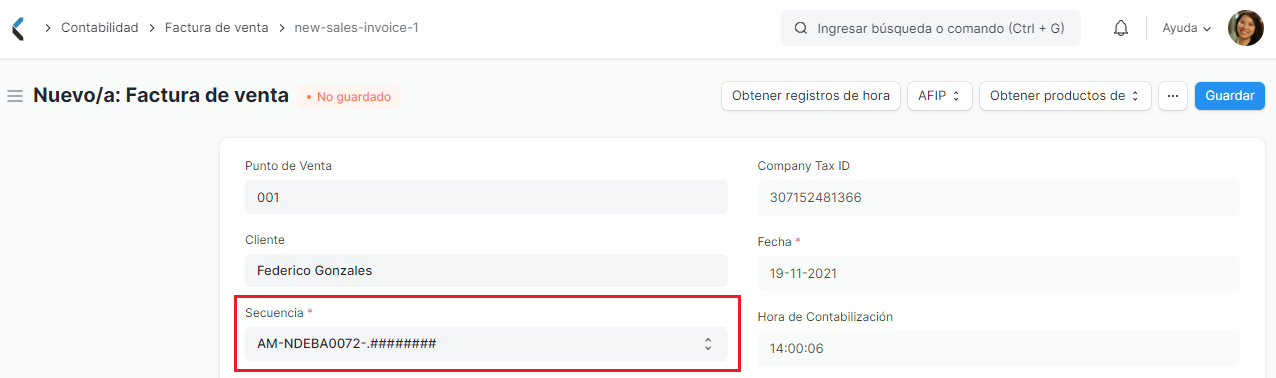 Contabilidad > Factura de venta > new-sales-invoice-1
Ingresar búsqueda o comando (Ctrl + G)
Ayuda
Nuevo/a: Factura de venta
No guardado
Obtener registros de hora
AFIP
Obtener productos de
...
Guardar
Punto de Venta
001
Company Tax ID
307152481366
Cliente
Federico Gonzales
Fecha *
19-11-2021
Secuencia *
AM-NDEBA0072-.########
Hora de Contabilización
14:00:06